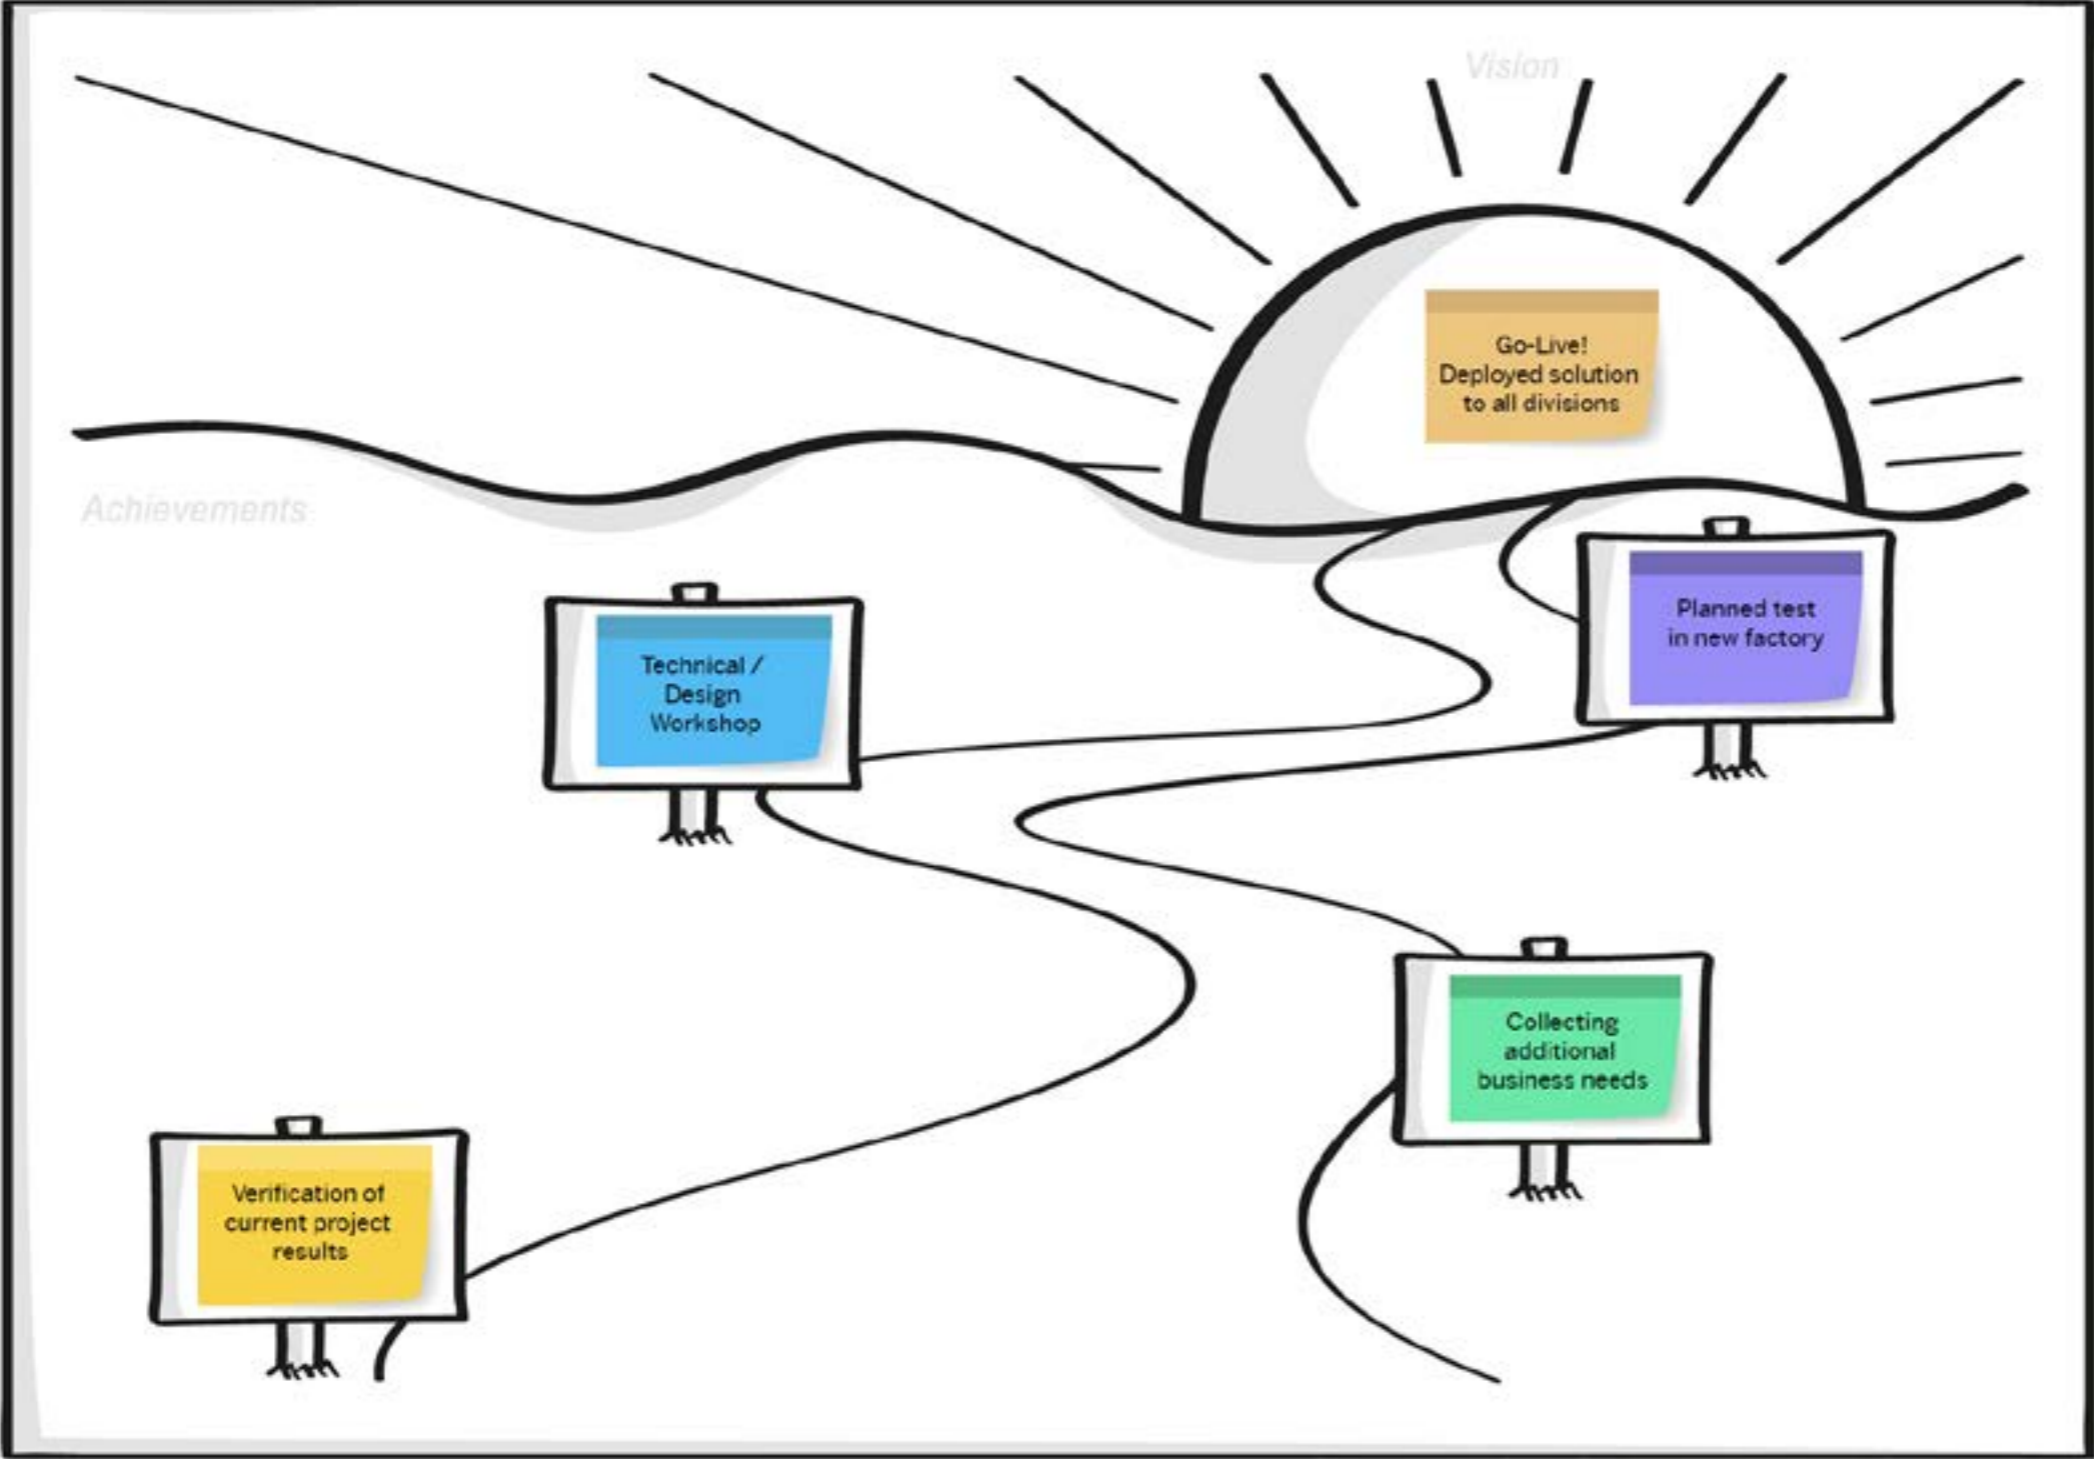 Vision
Go-Live!
Deployed solution
to all divisions
Achievements
Technical /
Design
Workshop
Planned test
in new factory
Collecting
additional
business needs
Verification of
current project
results